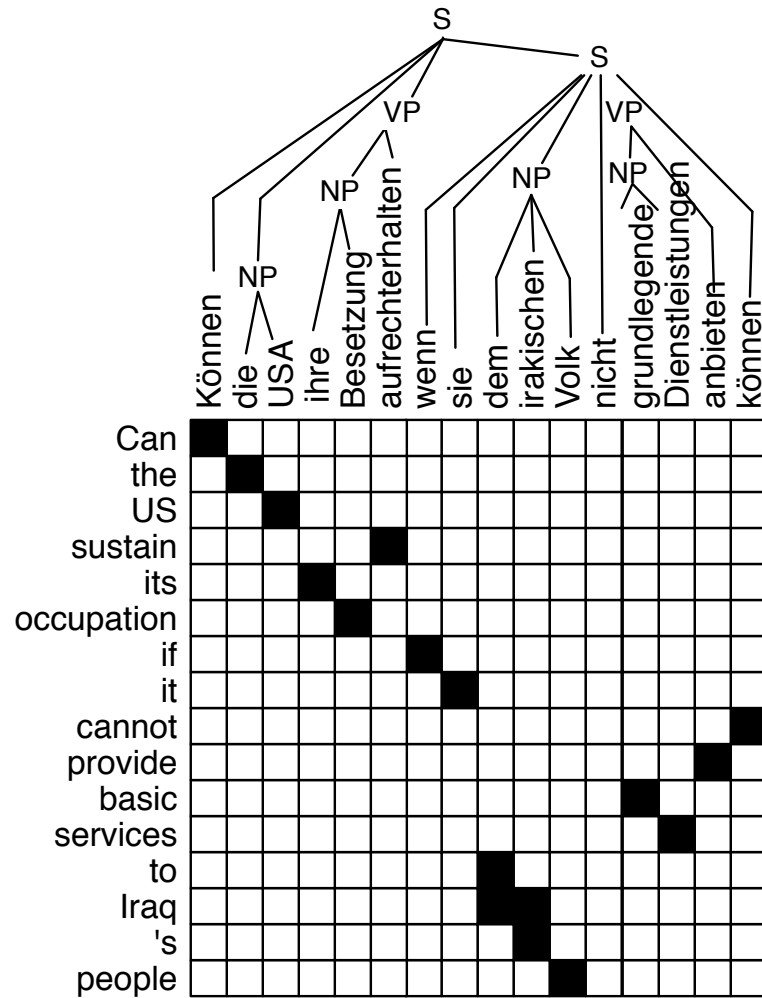 S
S
VP
VP
NP
NP
NP
NP
Können
die
USA
ihre
Besetzung
aufrechterhalten
wenn
sie
dem
irakischen
Volk
nicht
grundlegende
Dienstleistungen
anbieten
können
Can
the
US
sustain
its
occupation
if
it
cannot
provide
basic
services
to
Iraq
's
people